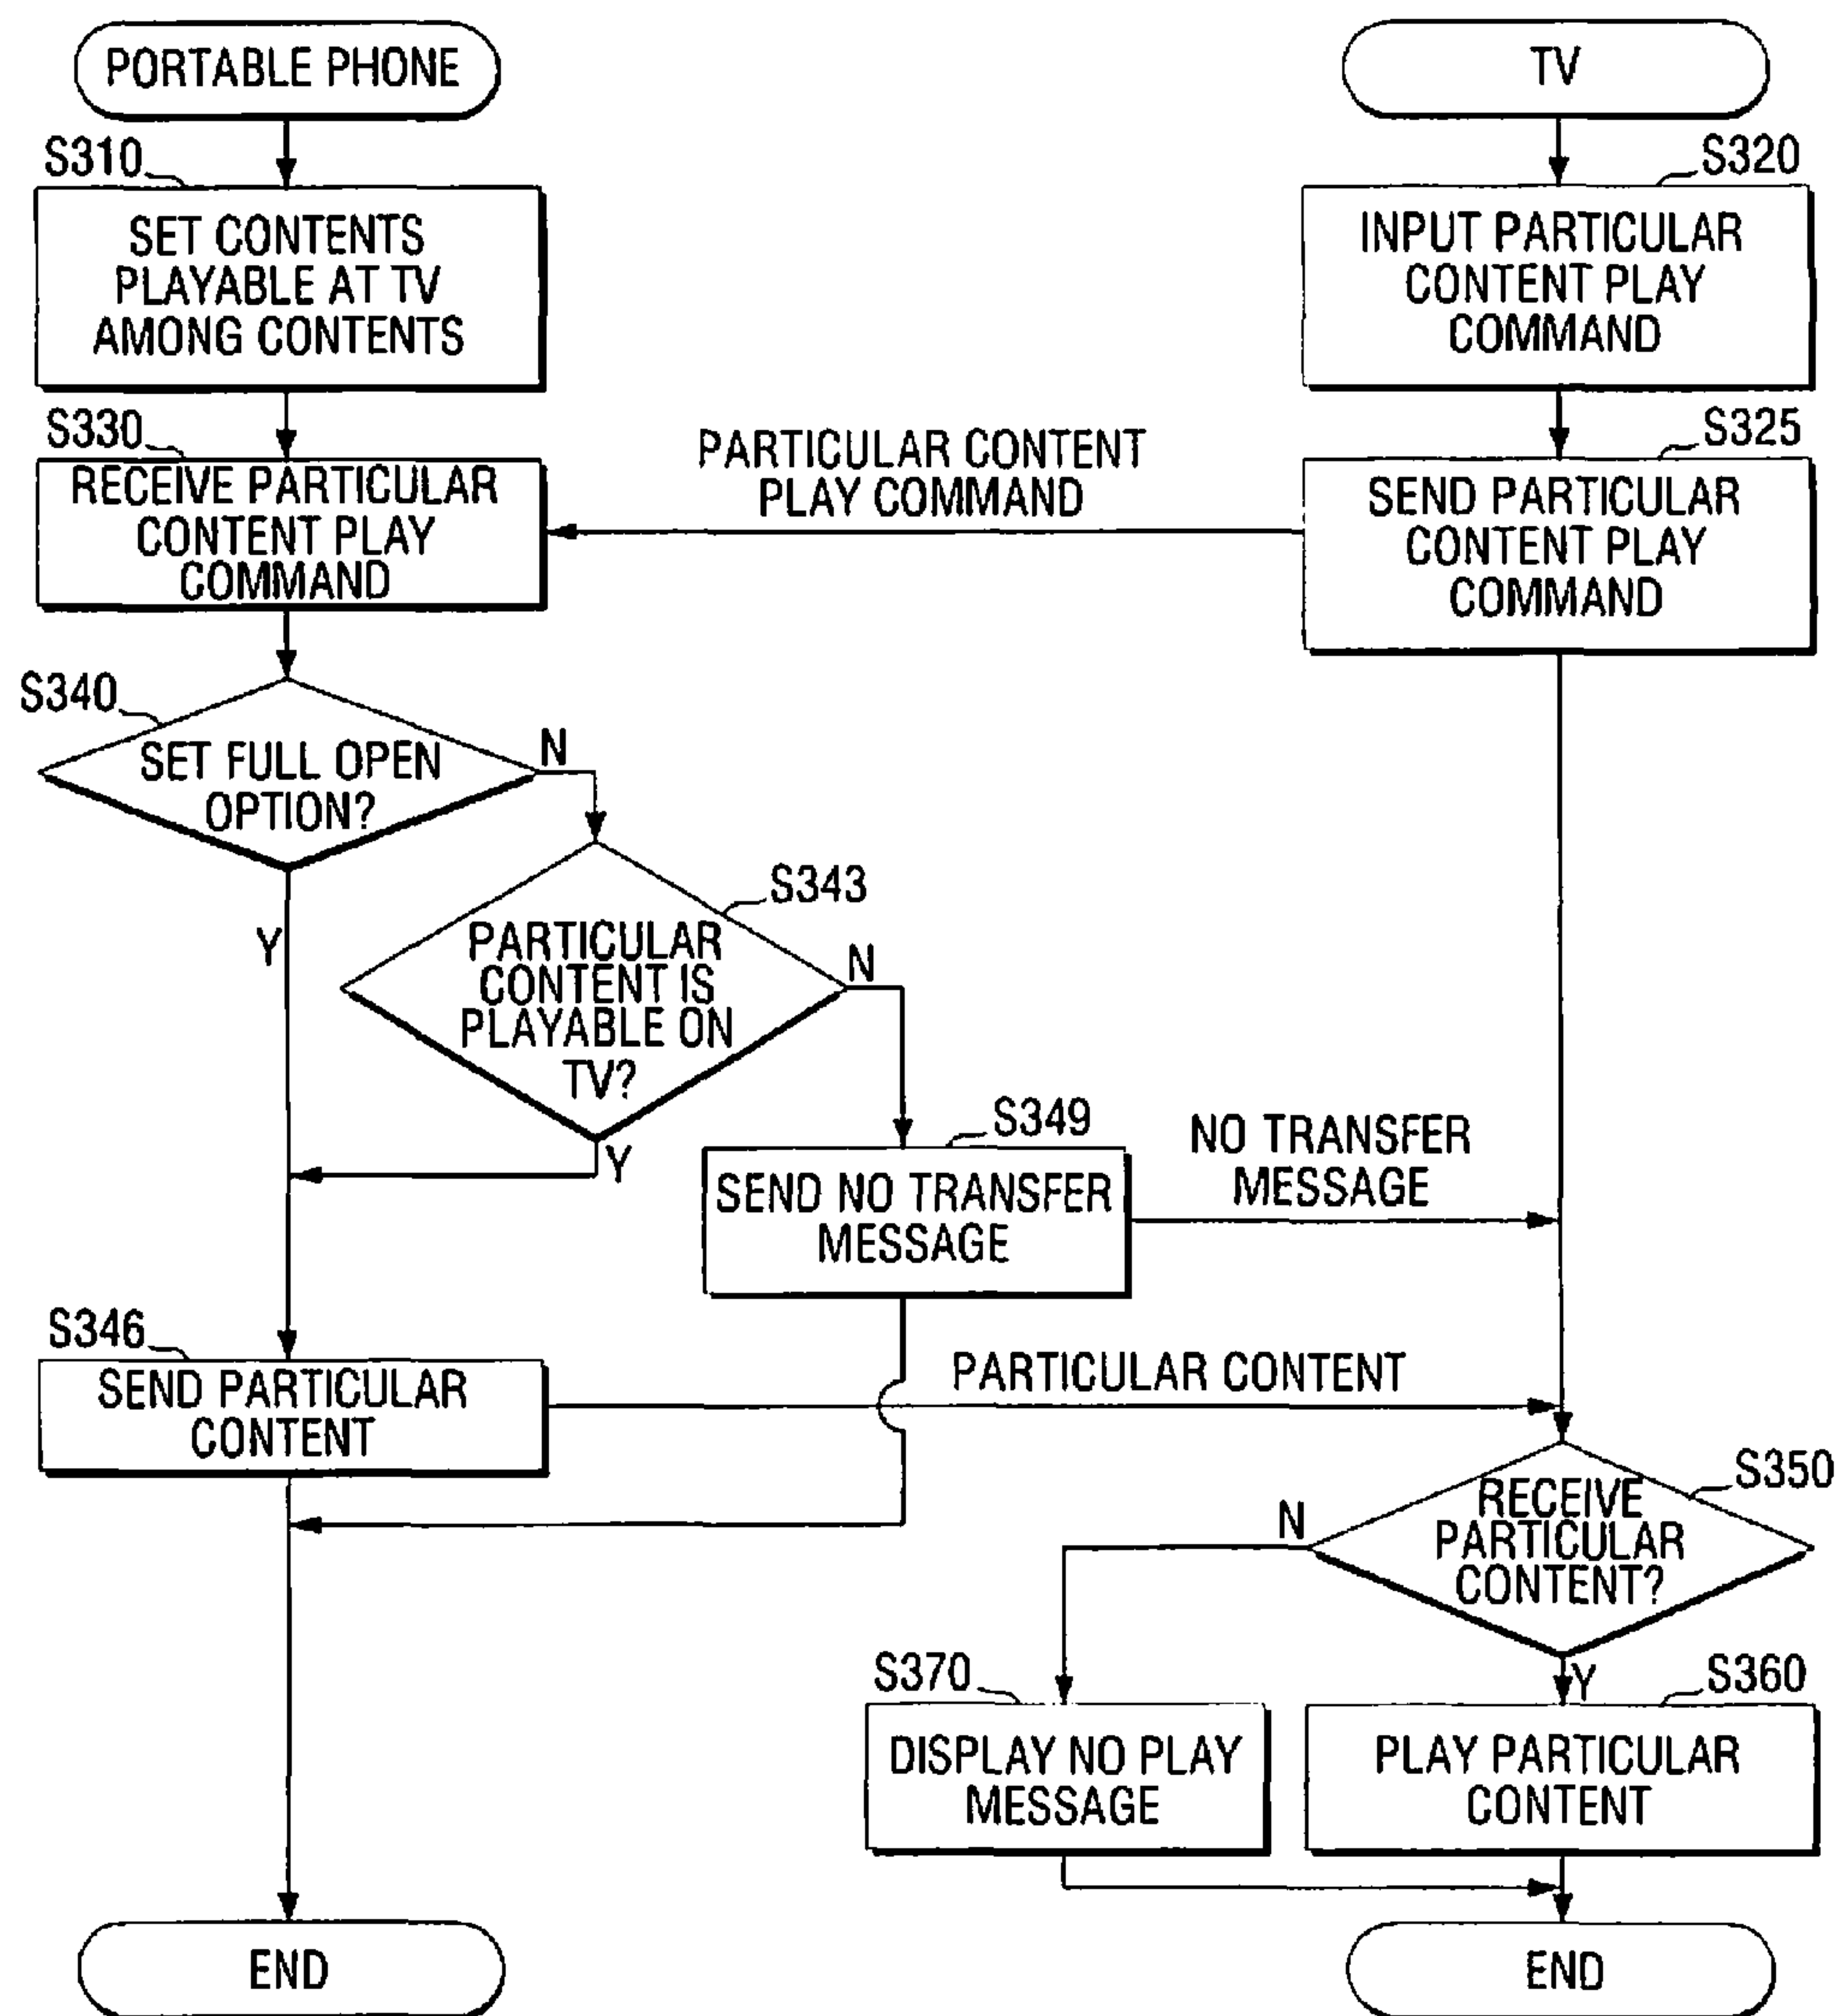 PORTABLE PHONE
TV
S310
SET CONTENTS
PLAYABLE AT TV
AMONG CONTENTS
S320
INPUT PARTICULAR
CONTENT PLAY
COMMAND
S330
RECEIVE PARTICULAR
CONTENT PLAY
COMMAND
PARTICULAR CONTENT
PLAY COMMAND
S325
SEND PARTICULAR
CONTENT PLAY
COMMAND
S340
SET FULL OPEN
OPTION?
N
Y
S343
PARTICULAR
CONTENT IS
PLAYABLE ON
TV?
N
Y
S349
SEND NO TRANSFER
MESSAGE
NO TRANSFER
MESSAGE
S346
SEND PARTICULAR
CONTENT
PARTICULAR CONTENT
S350
RECEIVE
PARTICULAR
CONTENT?
N
Y
S370
DISPLAY NO PLAY
MESSAGE
S360
PLAY PARTICULAR
CONTENT
END
END